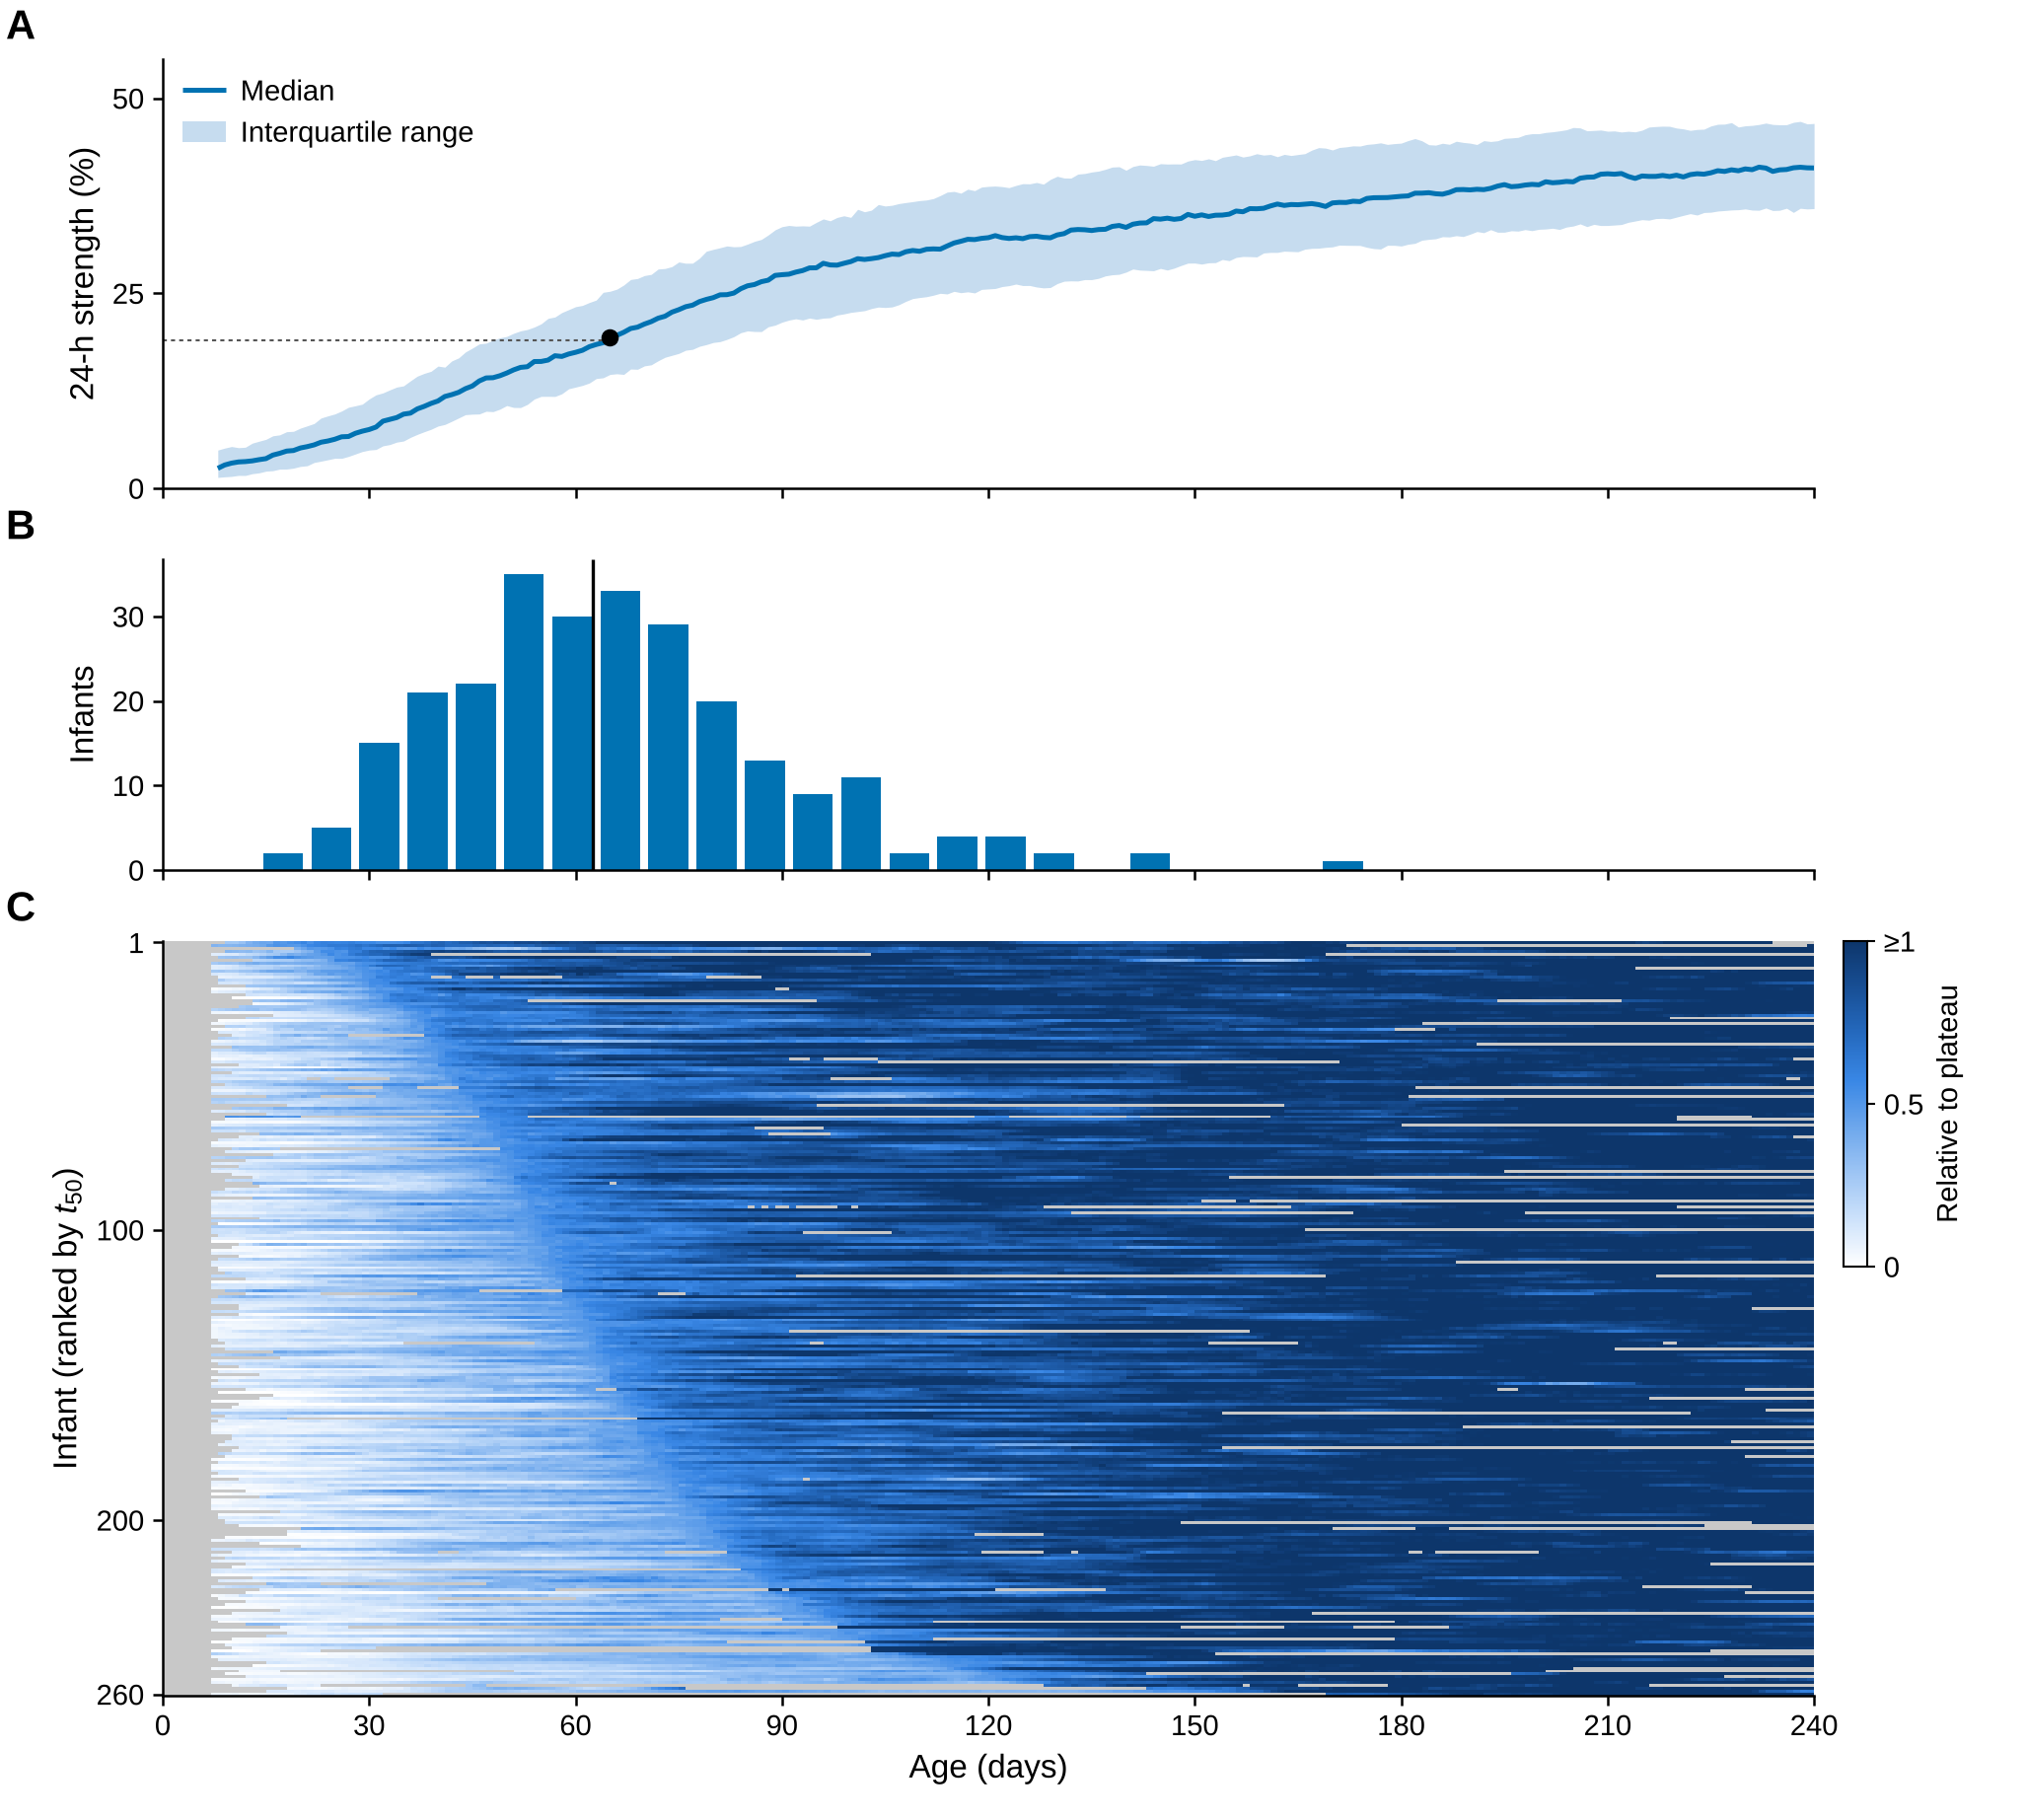 A
50
25
0
24-h strength (%)
Median
Interquartile range
B
30
20
10
0
Infants
C
1
100
200
260
Infant (ranked by t50)
0 30 60 90 120 150 180 210 240
Age (days)
≥1
0.5
0
Relative to plateau